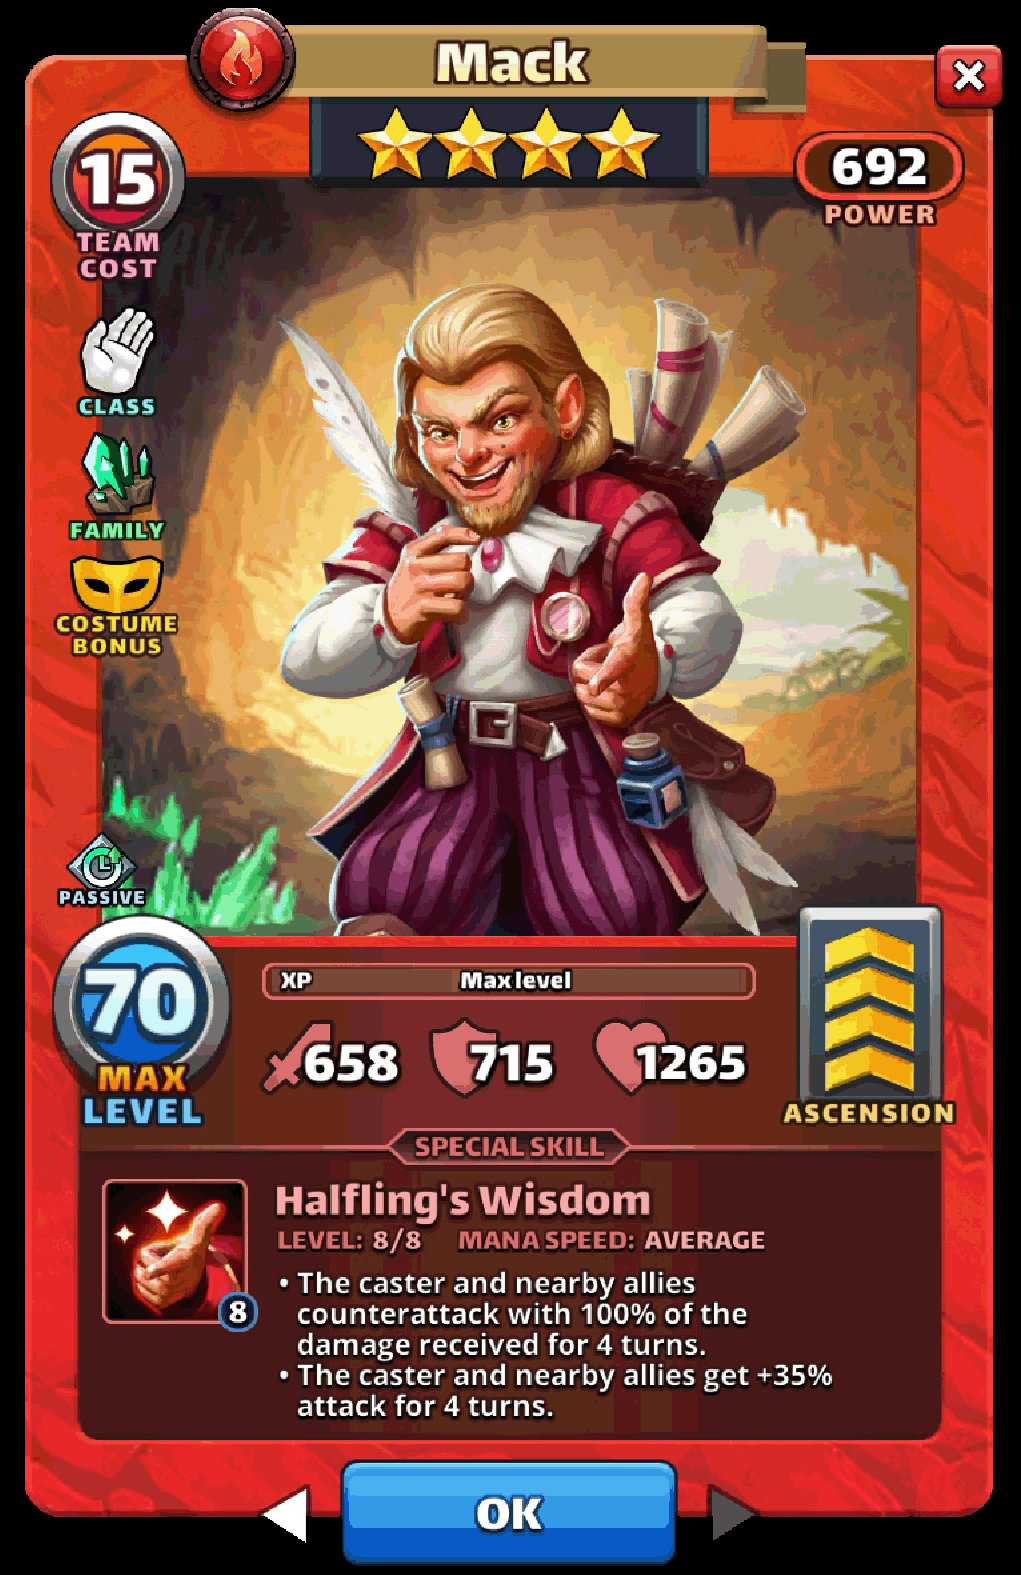 Mack
15
TEAM
COST
692
POWER
CLASS
FAMILY
COSTUME
BONUS
PASSIVE
70
MAX
LEVEL
XP Max level
658 715 1265
ASCENSION
SPECIAL SKILL
Halfling's Wisdom
LEVEL: 8/8 MANA SPEED: AVERAGE
8
• The caster and nearby allies
counterattack with 100% of the
damage received for 4 turns.
• The caster and nearby allies get +35%
attack for 4 turns.
OK